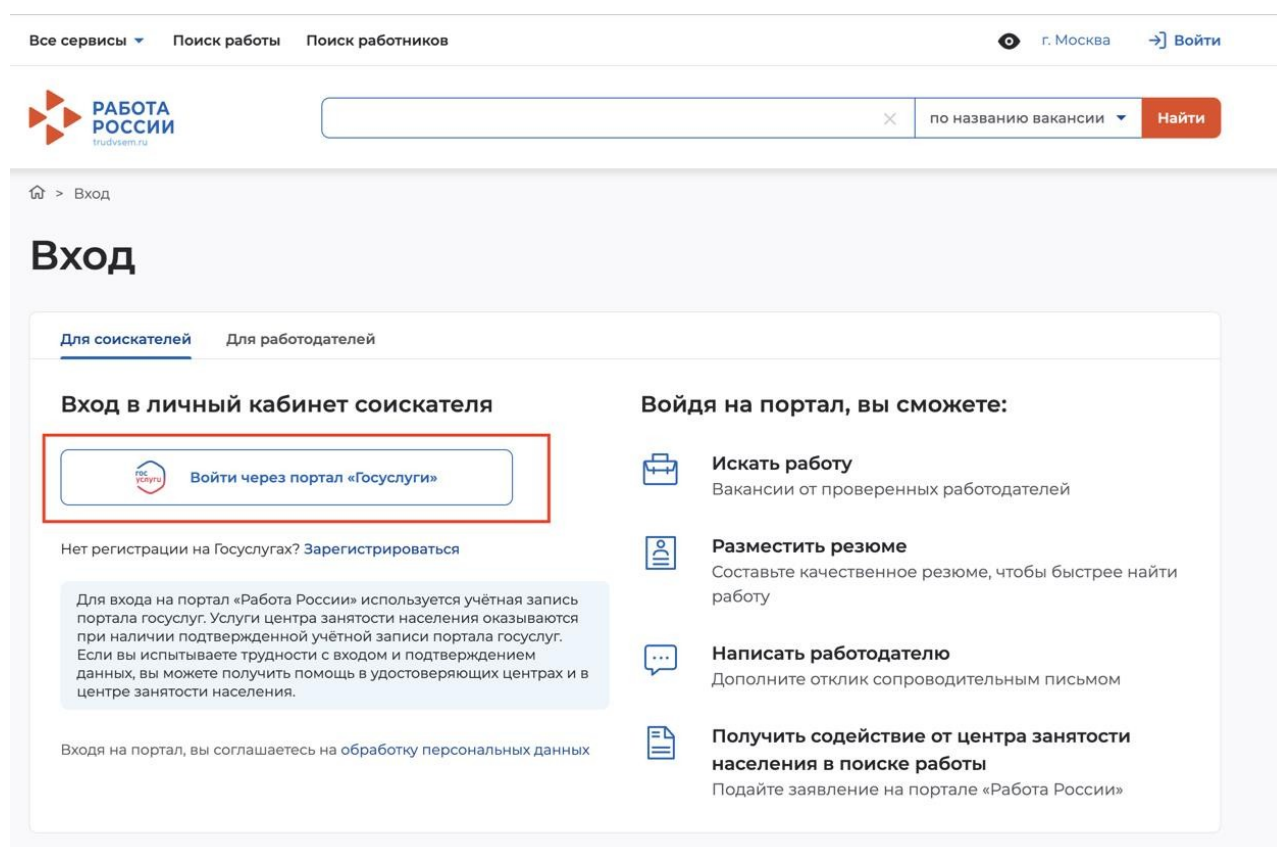 Все сервисы Поиск работы Поиск работников г. Москва Войти
РАБОТА
РОССИИ
trudvsem.ru
по названию вакансии Найти
> Вход
Вход
Для соискателей Для работодателей
Вход в личный кабинет соискателя
гос
услуги
Войти через портал «Госуслуги»
Нет регистрации на Госуслугах? Зарегистрироваться
Для входа на портал «Работа России» используется учётная запись
портала госуслуг. Услуги центра занятости населения оказываются
при наличии подтвержденной учётной записи портала госуслуг.
Если вы испытываете трудности с входом и подтверждением
данных, вы можете получить помощь в удостоверяющих центрах и в
центре занятости населения.
Входя на портал, вы соглашаетесь на обработку персональных данных
Войдя на портал, вы сможете:
Искать работу
Вакансии от проверенных работодателей
Разместить резюме
Составьте качественное резюме, чтобы быстрее найти
работу
Написать работодателю
Дополните отклик сопроводительным письмом
Получить содействие от центра занятости
населения в поиске работы
Подайте заявление на портале «Работа России»